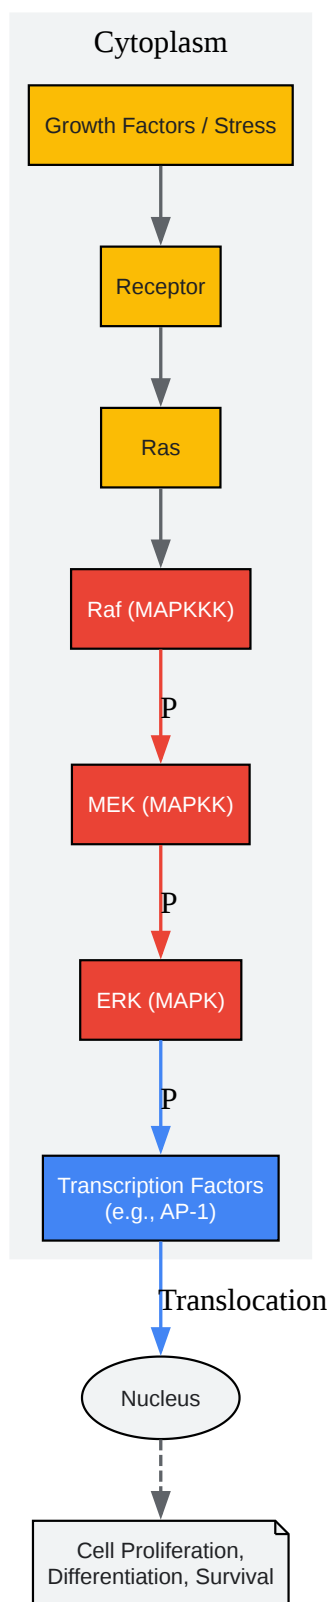 Cytoplasm
Growth Factors / Stress
Receptor
Ras
Raf (MAPKKK)
P
MEK (MAPKK)
P
ERK (MAPK)
P
Transcription Factors
(e.g., AP-1)
Translocation
Nucleus
Cell Proliferation,
Differentiation, Survival